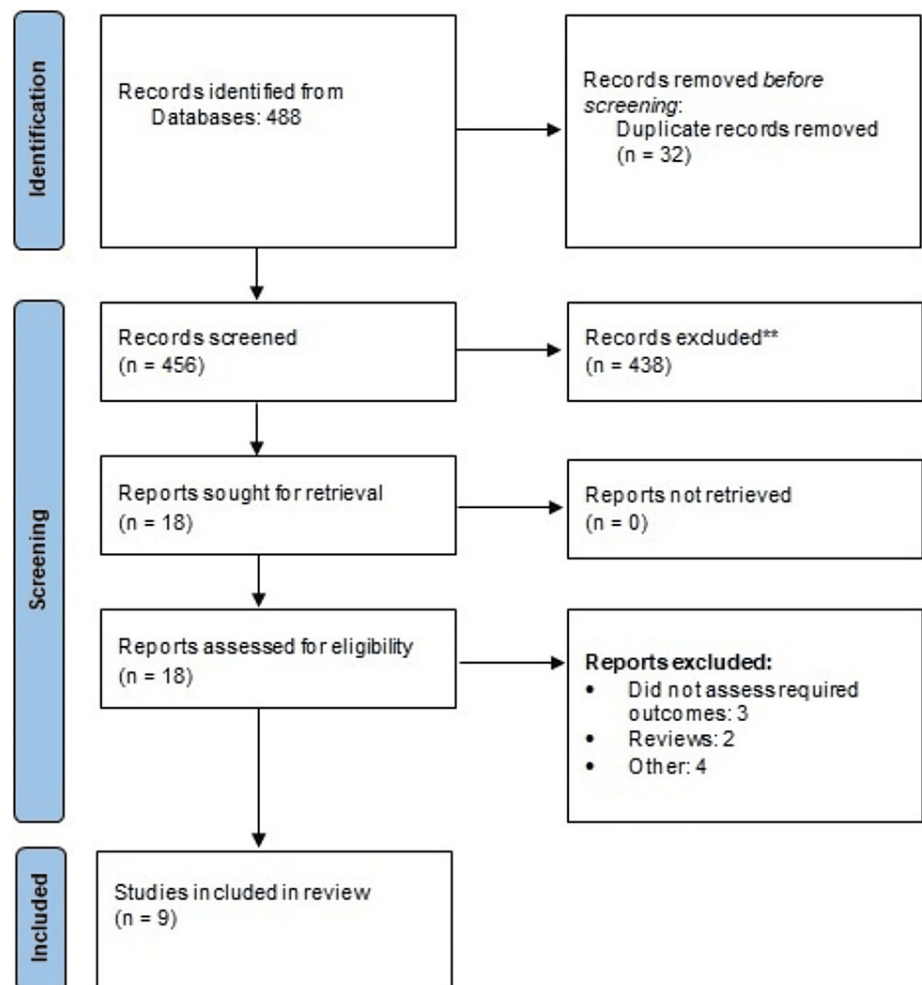 Identification
Records identified from
Databases: 488
Records removed before
screening:
Duplicate records removed
(n = 32)
Screening
Records screened
(n = 456)
Records excluded**
(n = 438)
Reports sought for retrieval
(n = 18)
Reports not retrieved
(n = 0)
Reports assessed for eligibility
(n = 18)
Reports excluded:
• Did not assess required
outcomes: 3
• Reviews: 2
• Other: 4
Included
Studies included in review
(n = 9)